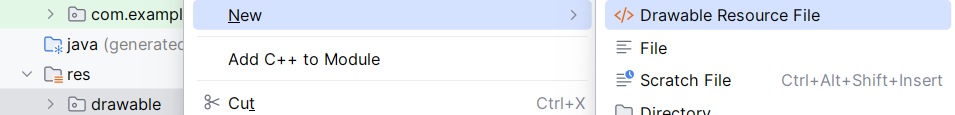 com.exampl
java (generated
res
drawable
New
Add C++ to Module
Cut Ctrl+X
Drawable Resource File
File
Scratch File Ctrl+Alt+Shift+Insert
Directory